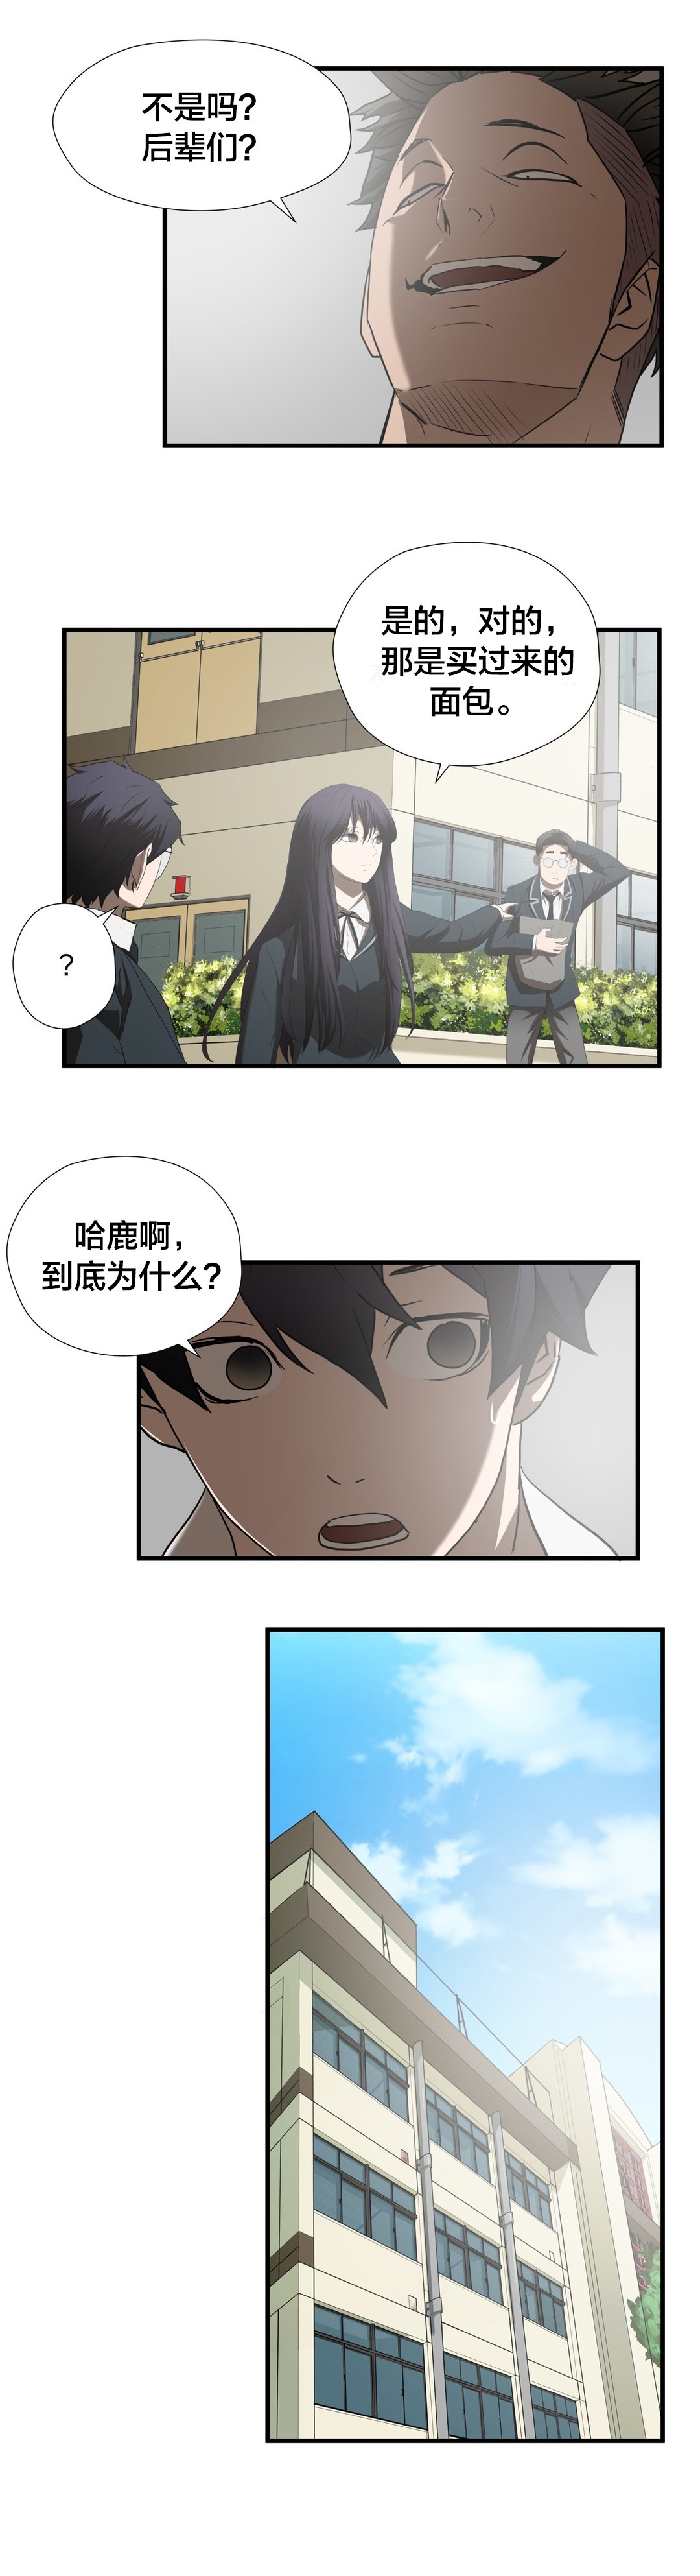 不是吗?
后辈们?
是的，对的，
那是买过来的
面包。
?
哈鹿啊，
到底为什么?